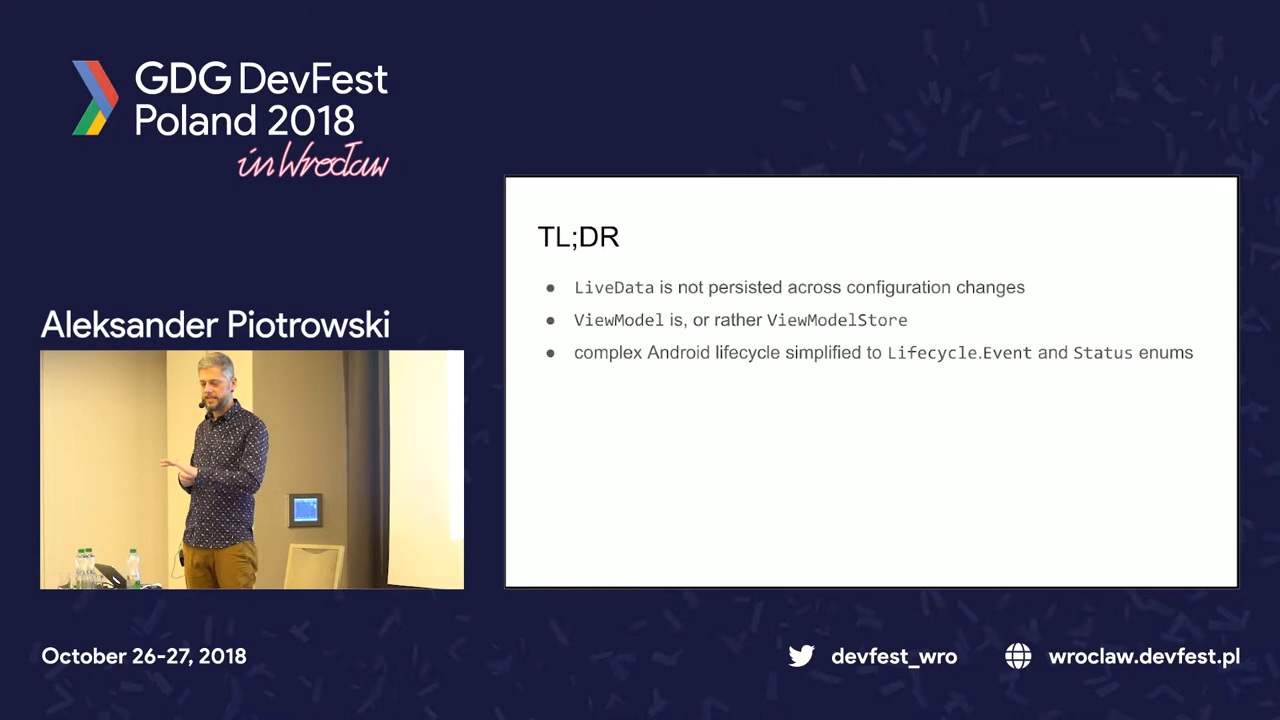 GDG DevFest
Poland 2018
in Wrocław
TL;DR
● LiveData is not persisted across configuration changes
● ViewModel is, or rather ViewModelStore
● complex Android lifecycle simplified to Lifecycle.Event and Status enums
Aleksander Piotrowski
October 26-27, 2018
devfest_wro
wroclaw.devfest.pl